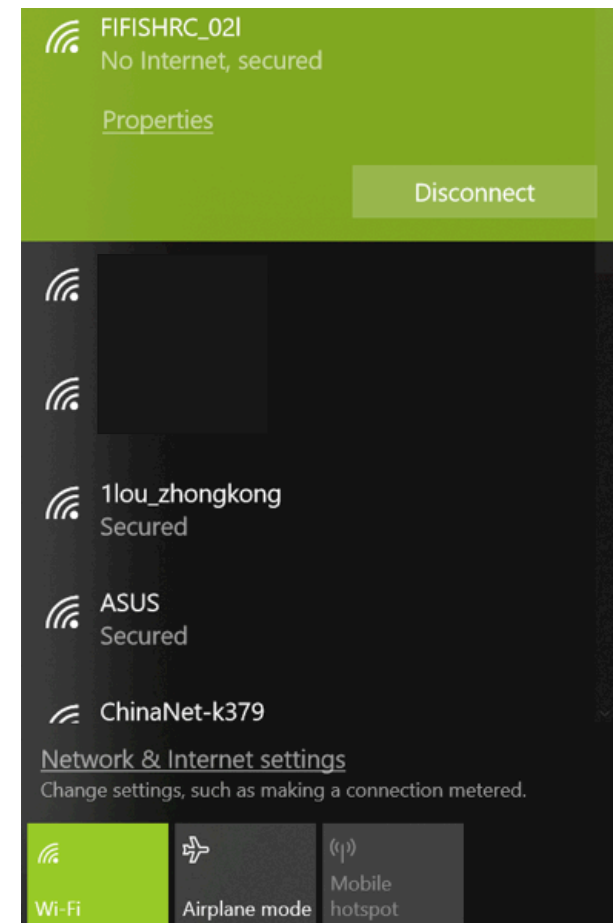 FIFISHRC_02l
No Internet, secured
Properties
Disconnect
1lou_zhongkong
Secured
ASUS
Secured
ChinaNet-k379
Network & Internet settings
Change settings, such as making a connection metered.
Wi-Fi
Airplane mode
Mobile
hotspot